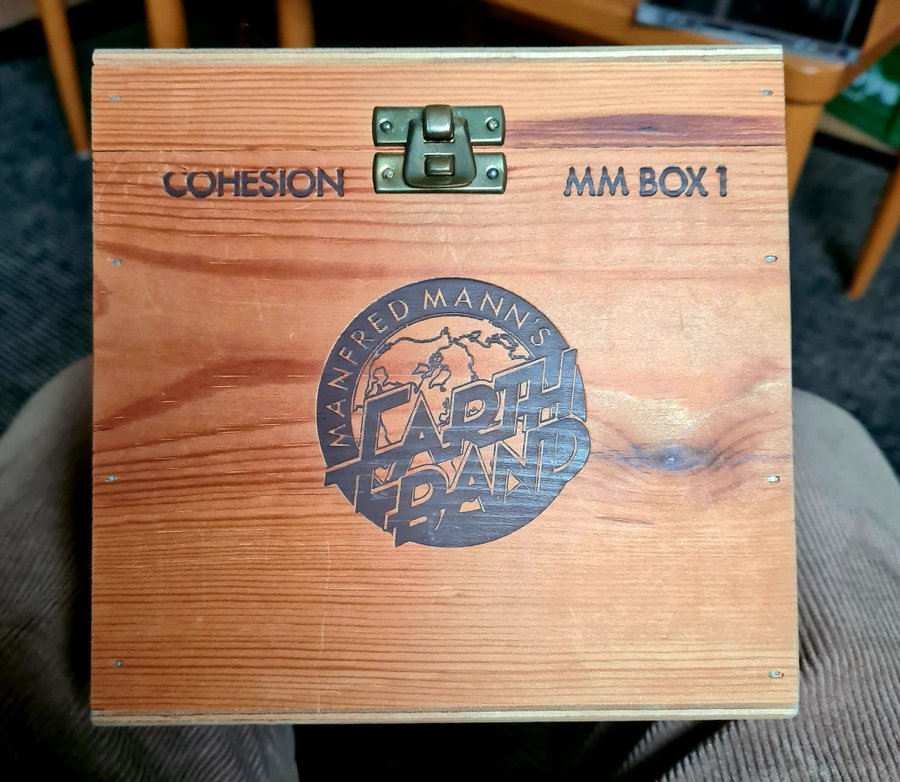 COHESION
MM BOX 1
MANFRED MANN'S
EARTH
BAND